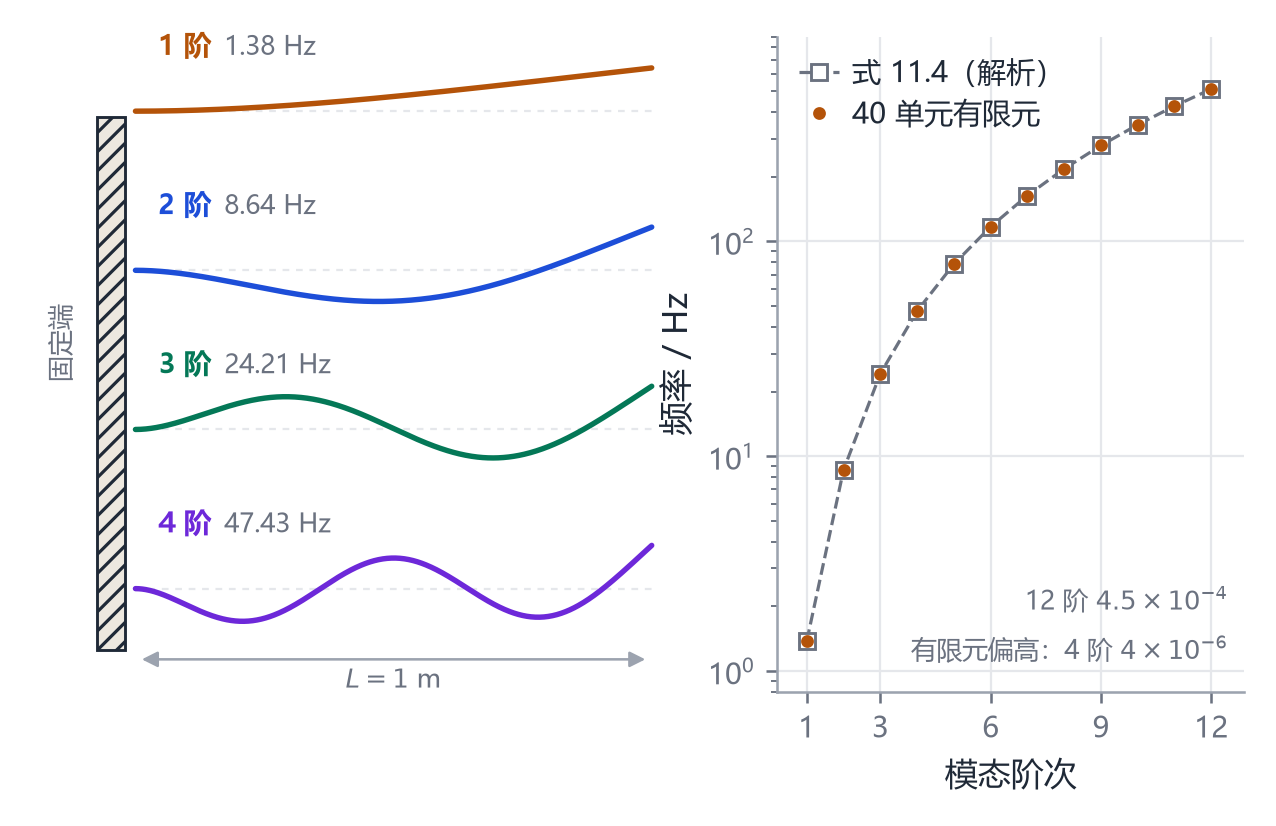 1 阶 1.38 Hz
2 阶 8.64 Hz
固定端
3 阶 24.21 Hz
4 阶 47.43 Hz
L = 1 m
式 11.4（解析）
40 单元有限元
频率 / Hz
10²
10¹
10⁰
12 阶 4.5 × 10⁻⁴
有限元偏高：4 阶 4 × 10⁻⁶
1 3 6 9 12
模态阶次